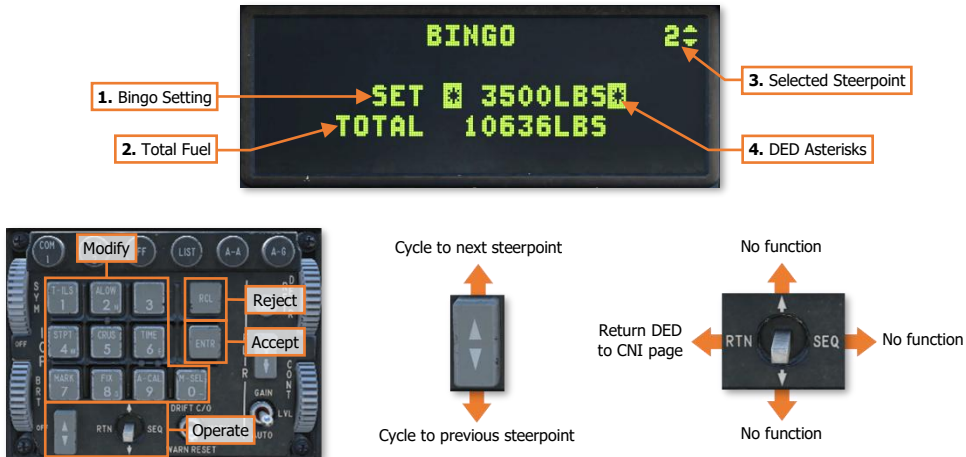 BINGO 2
1. Bingo Setting
SET * 3500LBS*
3. Selected Steerpoint
2. Total Fuel
TOTAL 10636LBS
4. DED Asterisks
COM 1
Modify
FF
LIST
A-A
A-G
SYM
T-ILS 1
ALOW 2 N
3
RCL
Reject
OFF
STPT 4 W
CRUS 5
TIME 6 E
ENTR
Accept
ICP
CONT
MARK 7
FIX 8 S
A-CAL 9
M-SEL 0 -
BRT
GAIN
LVL
AUTO
DRIFT C/O
OFF
RTN
SEQ
Operate
WARN RESET
Cycle to next steerpoint
Cycle to previous steerpoint
No function
Return DED
to CNI page
RTN
SEQ
No function
No function